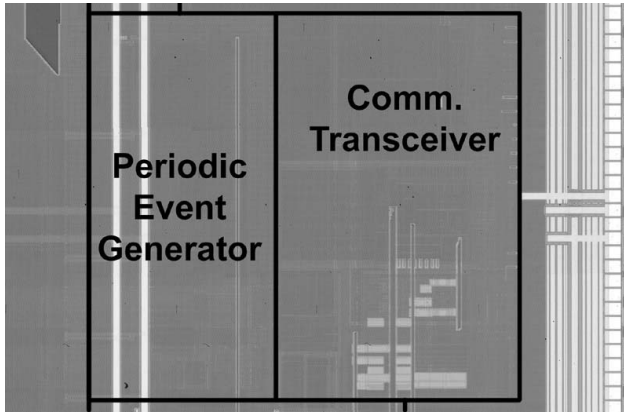 Periodic
Event
Generator
Comm.
Transceiver